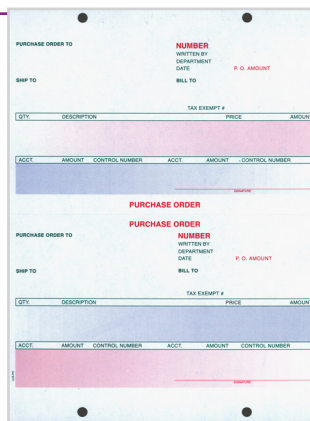 PURCHASE ORDER TO
NUMBER
WRITTEN BY
DEPARTMENT
DATE P. O. AMOUNT
SHIP TO BILL TO
TAX EXEMPT #
QTY. DESCRIPTION PRICE AMOUN
ACCT. AMOUNT CONTROL NUMBER ACCT. AMOUNT - CONTROL NUMBER
SIGNATURE
PURCHASE ORDER
PURCHASE ORDER
PURCHASE ORDER TO NUMBER
WRITTEN BY
DEPARTMENT
DATE P. O. AMOUNT
SHIP TO BILL TO
TAX EXEMPT #
QTY. DESCRIPTION PRICE AMOUN
ACCT. AMOUNT CONTROL NUMBER ACCT. AMOUNT CONTROL NUMBER
SIGNATURE